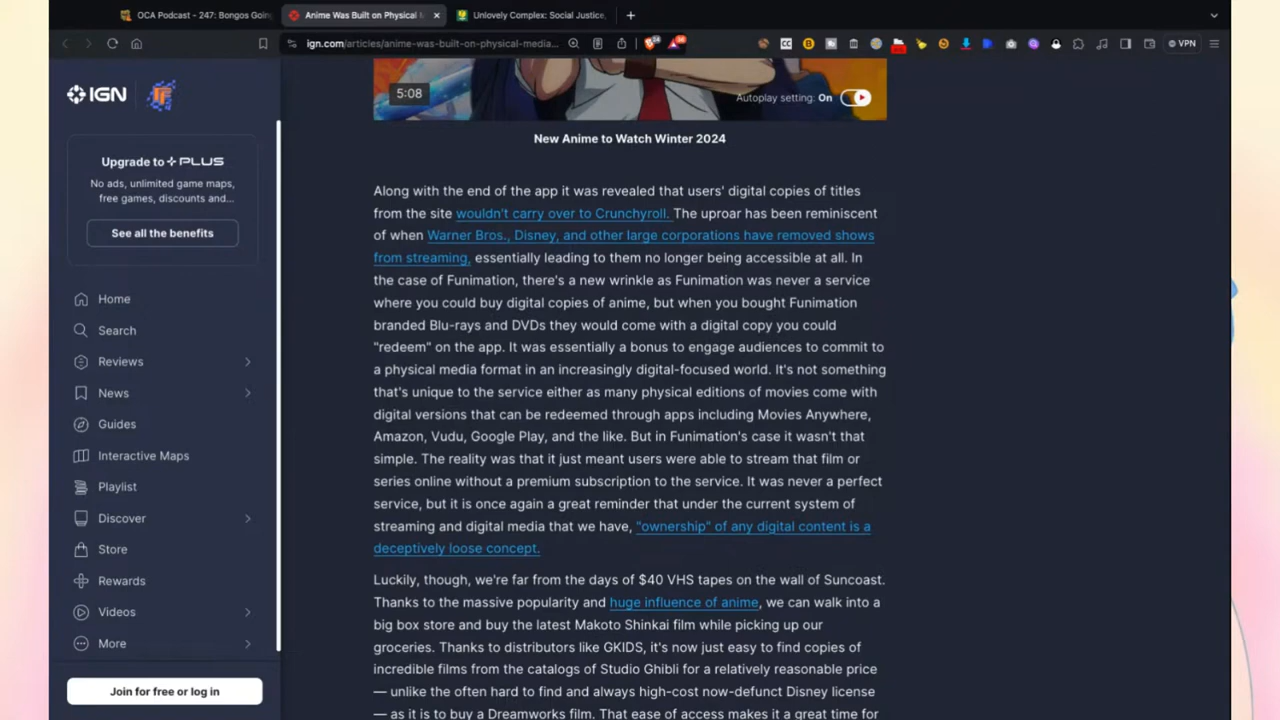 OCA Podcast - 247: Bongos Going
Anime Was Built on Physical M
Unlovely Complex: Social Justice,
ign.com/articles/anime-was-built-on-physical-media...
VPN
IGN
Upgrade to + PLUS
No ads, unlimited game maps,
free games, discounts and...
See all the benefits
Home
Search
Reviews
News
Guides
Interactive Maps
Playlist
Discover
Store
Rewards
Videos
More
Join for free or log in
5:08
Autoplay setting: On
New Anime to Watch Winter 2024
Along with the end of the app it was revealed that users' digital copies of titles
from the site wouldn't carry over to Crunchyroll. The uproar has been reminiscent
of when Warner Bros., Disney, and other large corporations have removed shows
from streaming, essentially leading to them no longer being accessible at all. In
the case of Funimation, there's a new wrinkle as Funimation was never a service
where you could buy digital copies of anime, but when you bought Funimation
branded Blu-rays and DVDs they would come with a digital copy you could
"redeem" on the app. It was essentially a bonus to engage audiences to commit to
a physical media format in an increasingly digital-focused world. It's not something
that's unique to the service either as many physical editions of movies come with
digital versions that can be redeemed through apps including Movies Anywhere,
Amazon, Vudu, Google Play, and the like. But in Funimation's case it wasn't that
simple. The reality was that it just meant users were able to stream that film or
series online without a premium subscription to the service. It was never a perfect
service, but it is once again a great reminder that under the current system of
streaming and digital media that we have, "ownership" of any digital content is a
deceptively loose concept.
Luckily, though, we're far from the days of $40 VHS tapes on the wall of Suncoast.
Thanks to the massive popularity and huge influence of anime, we can walk into a
big box store and buy the latest Makoto Shinkai film while picking up our
groceries. Thanks to distributors like GKIDS, it's now just easy to find copies of
incredible films from the catalogs of Studio Ghibli for a relatively reasonable price
— unlike the often hard to find and always high-cost now-defunct Disney license
— as it is to buy a Dreamworks film. That ease of access makes it a great time for